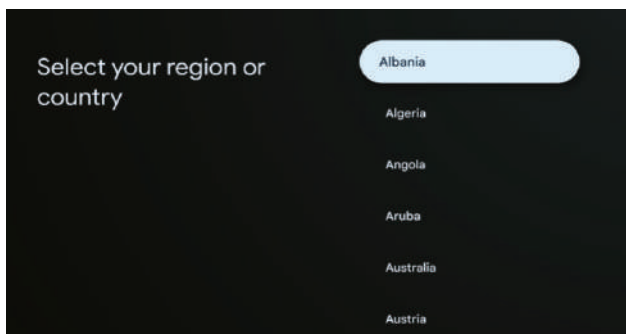 Select your region or
country
Albania
Algeria
Angola
Aruba
Australia
Austria